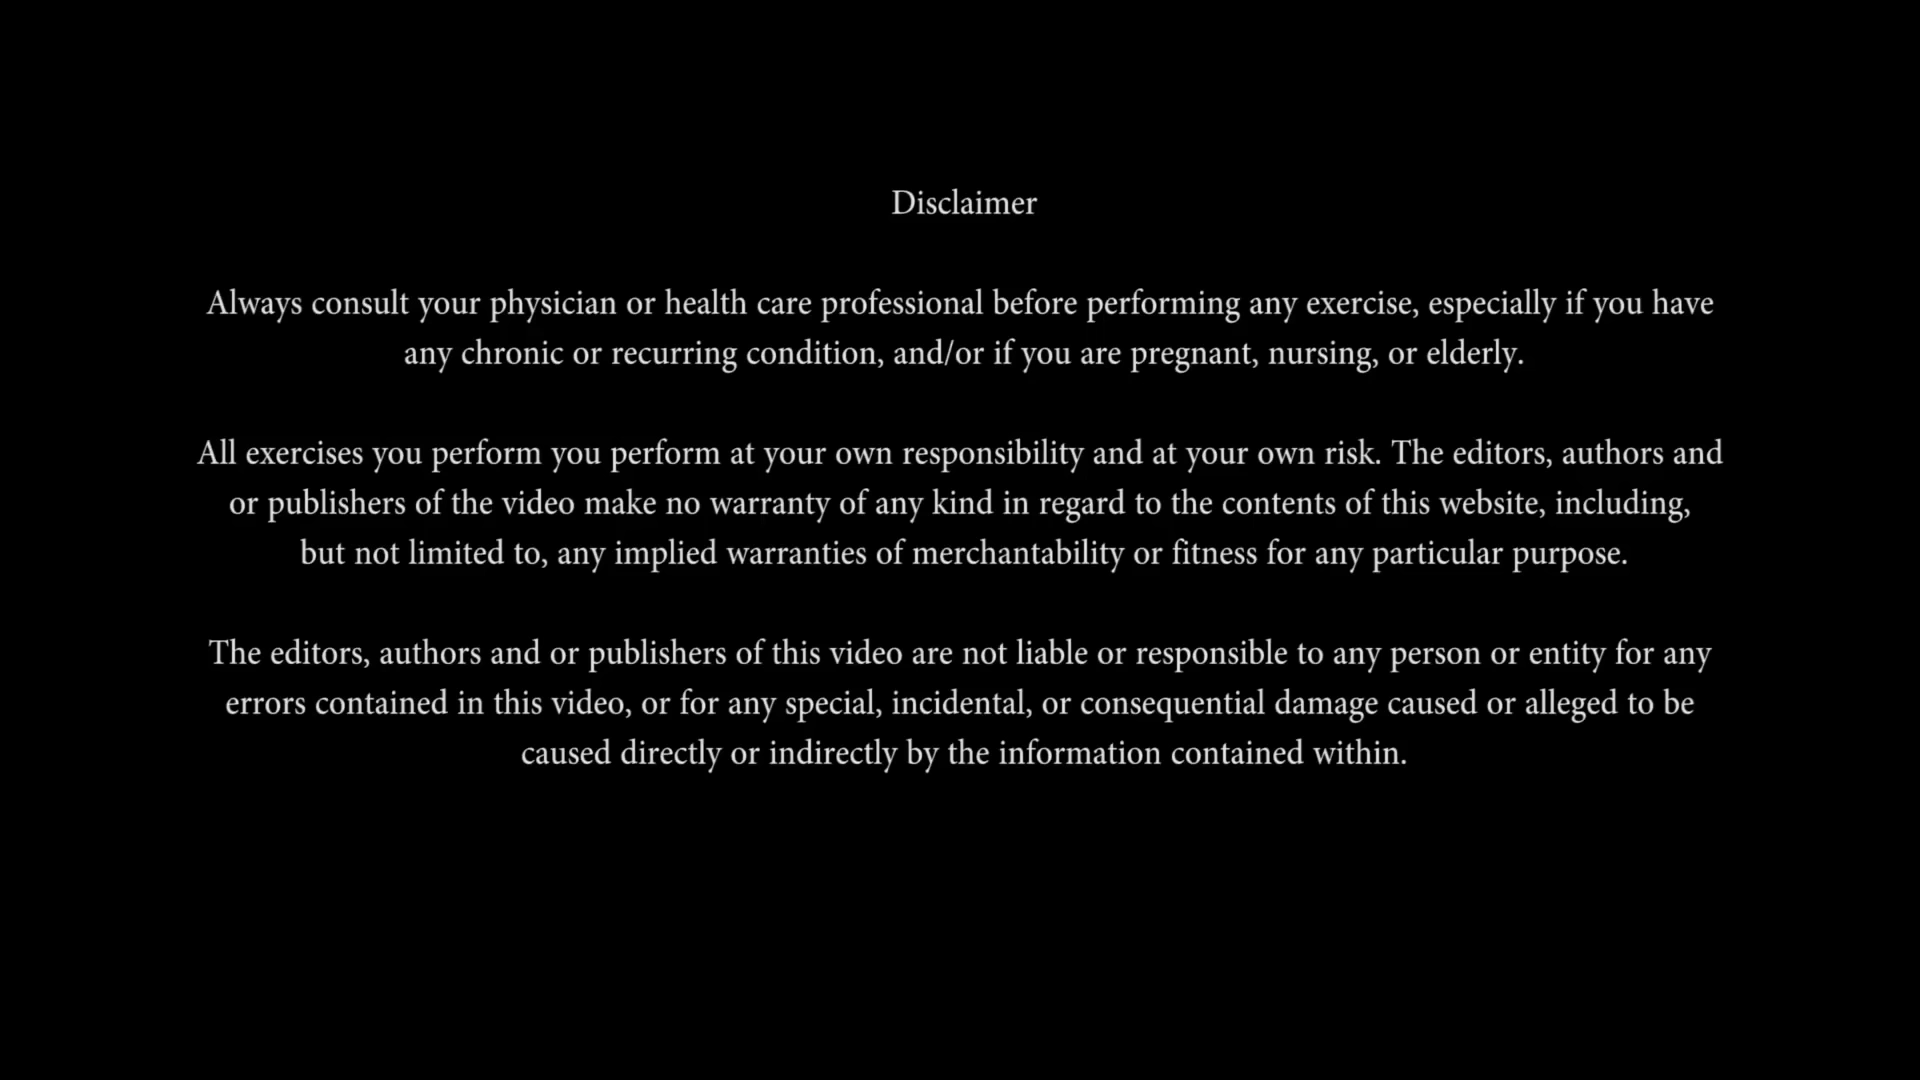 Disclaimer
Always consult your physician or health care professional before performing any exercise, especially if you have
any chronic or recurring condition, and/or if you are pregnant, nursing, or elderly.
All exercises you perform you perform at your own responsibility and at your own risk. The editors, authors and
or publishers of the video make no warranty of any kind in regard to the contents of this website, including,
but not limited to, any implied warranties of merchantability or fitness for any particular purpose.
The editors, authors and or publishers of this video are not liable or responsible to any person or entity for any
errors contained in this video, or for any special, incidental, or consequential damage caused or alleged to be
caused directly or indirectly by the information contained within.